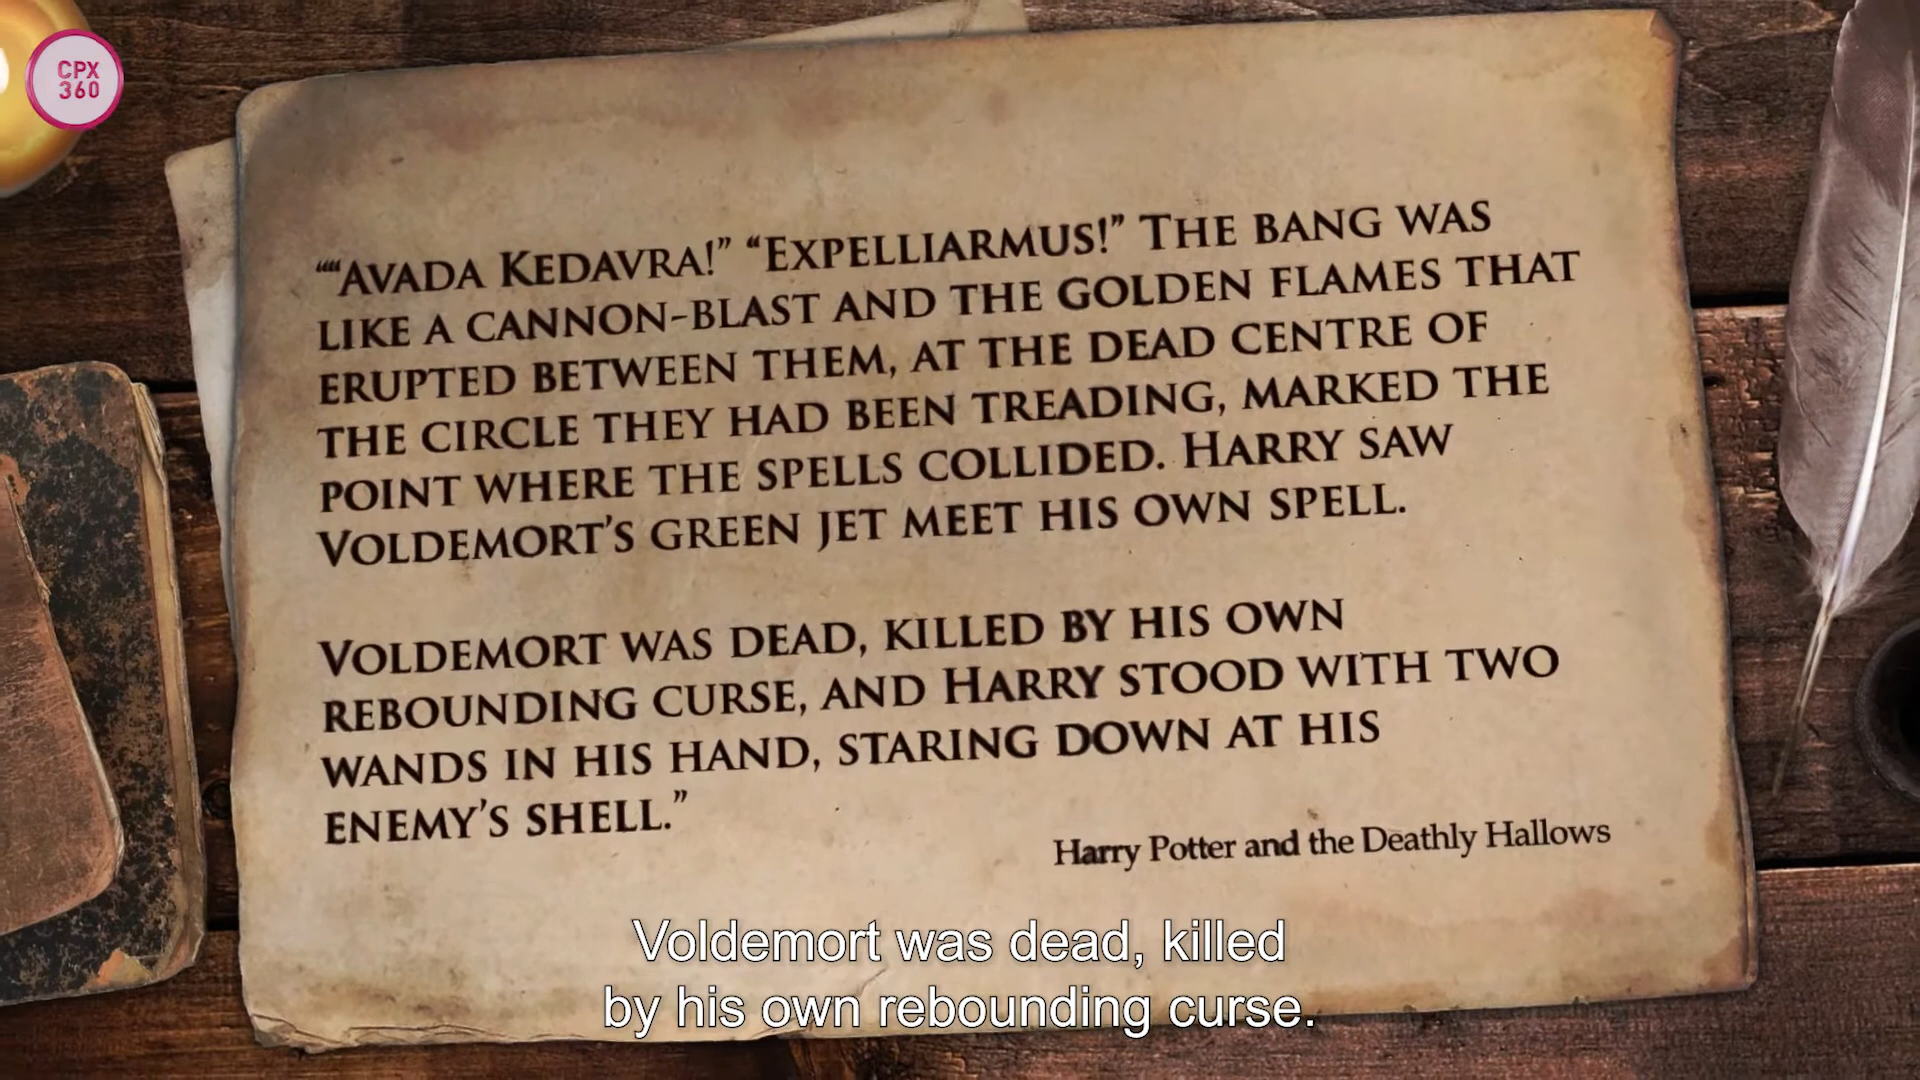 CPX
360
““Avada Kedavra!” “Expelliarmus!” The bang was
like a cannon-blast and the golden flames that
erupted between them, at the dead centre of
the circle they had been treading, marked the
point where the spells collided. Harry saw
Voldemort’s green jet meet his own spell.
Voldemort was dead, killed by his own
rebounding curse, and Harry stood with two
wands in his hand, staring down at his
enemy’s shell.”
Harry Potter and the Deathly Hallows
Voldemort was dead, killed
by his own rebounding curse.